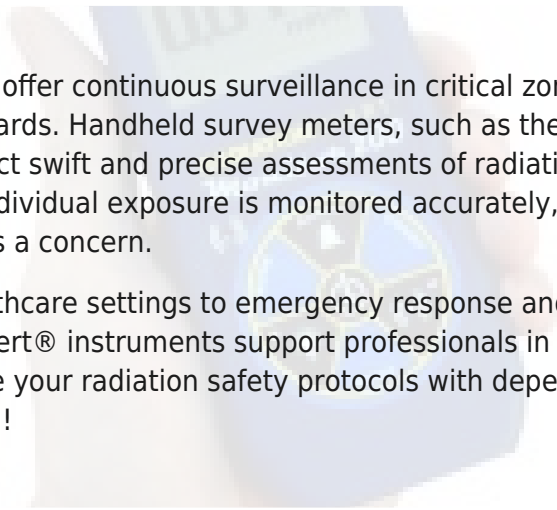 offer continuous surveillance in critical zon
ards. Handheld survey meters, such as the
ct swift and precise assessments of radiati
dividual exposure is monitored accurately,
s a concern.
thcare settings to emergency response an
ert® instruments support professionals in
e your radiation safety protocols with depe
!